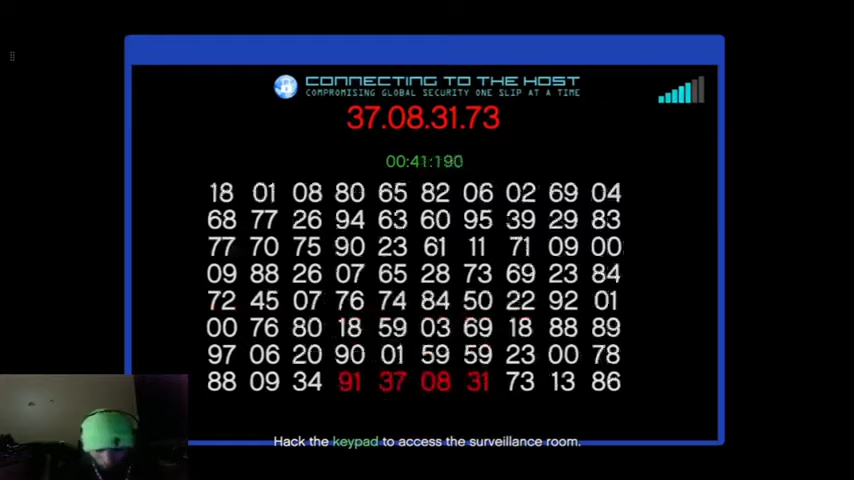 CONNECTING TO THE HOST
COMPROMISING GLOBAL SECURITY ONE SLIP AT A TIME
37.08.31.73
00:41:190
18 01 08 80 65 82 06 02 69 04
68 77 26 94 63 60 95 39 29 83
77 70 75 90 23 61 11 71 09 00
09 88 26 07 65 28 73 69 23 84
72 45 07 76 74 84 50 22 92 01
00 76 80 18 59 03 69 18 88 89
97 06 20 90 01 59 59 23 00 78
88 09 34 91 37 08 31 73 13 86
Hack the keypad to access the surveillance room.